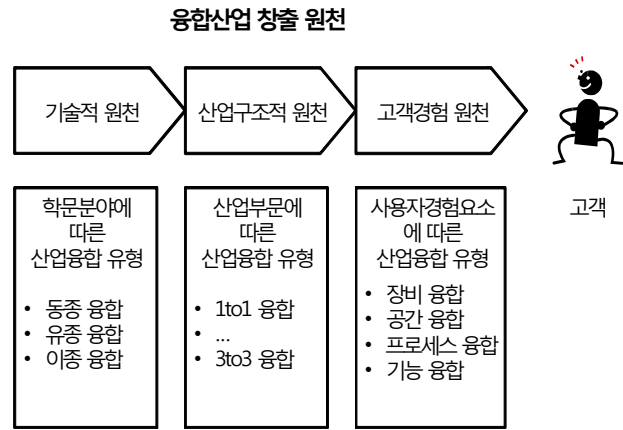 융합산업 창출 원천
기술적 원천
산업구조적 원천
고객경험 원천
고객
학문분야에
따른
산업융합 유형
• 동종 융합
• 유종 융합
• 이종 융합
산업부문에
따른
산업융합 유형
• 1to1 융합
• ...
• 3to3 융합
사용자경험요소
에 따른
산업융합 유형
• 장비 융합
• 공간 융합
• 프로세스 융합
• 기능 융합